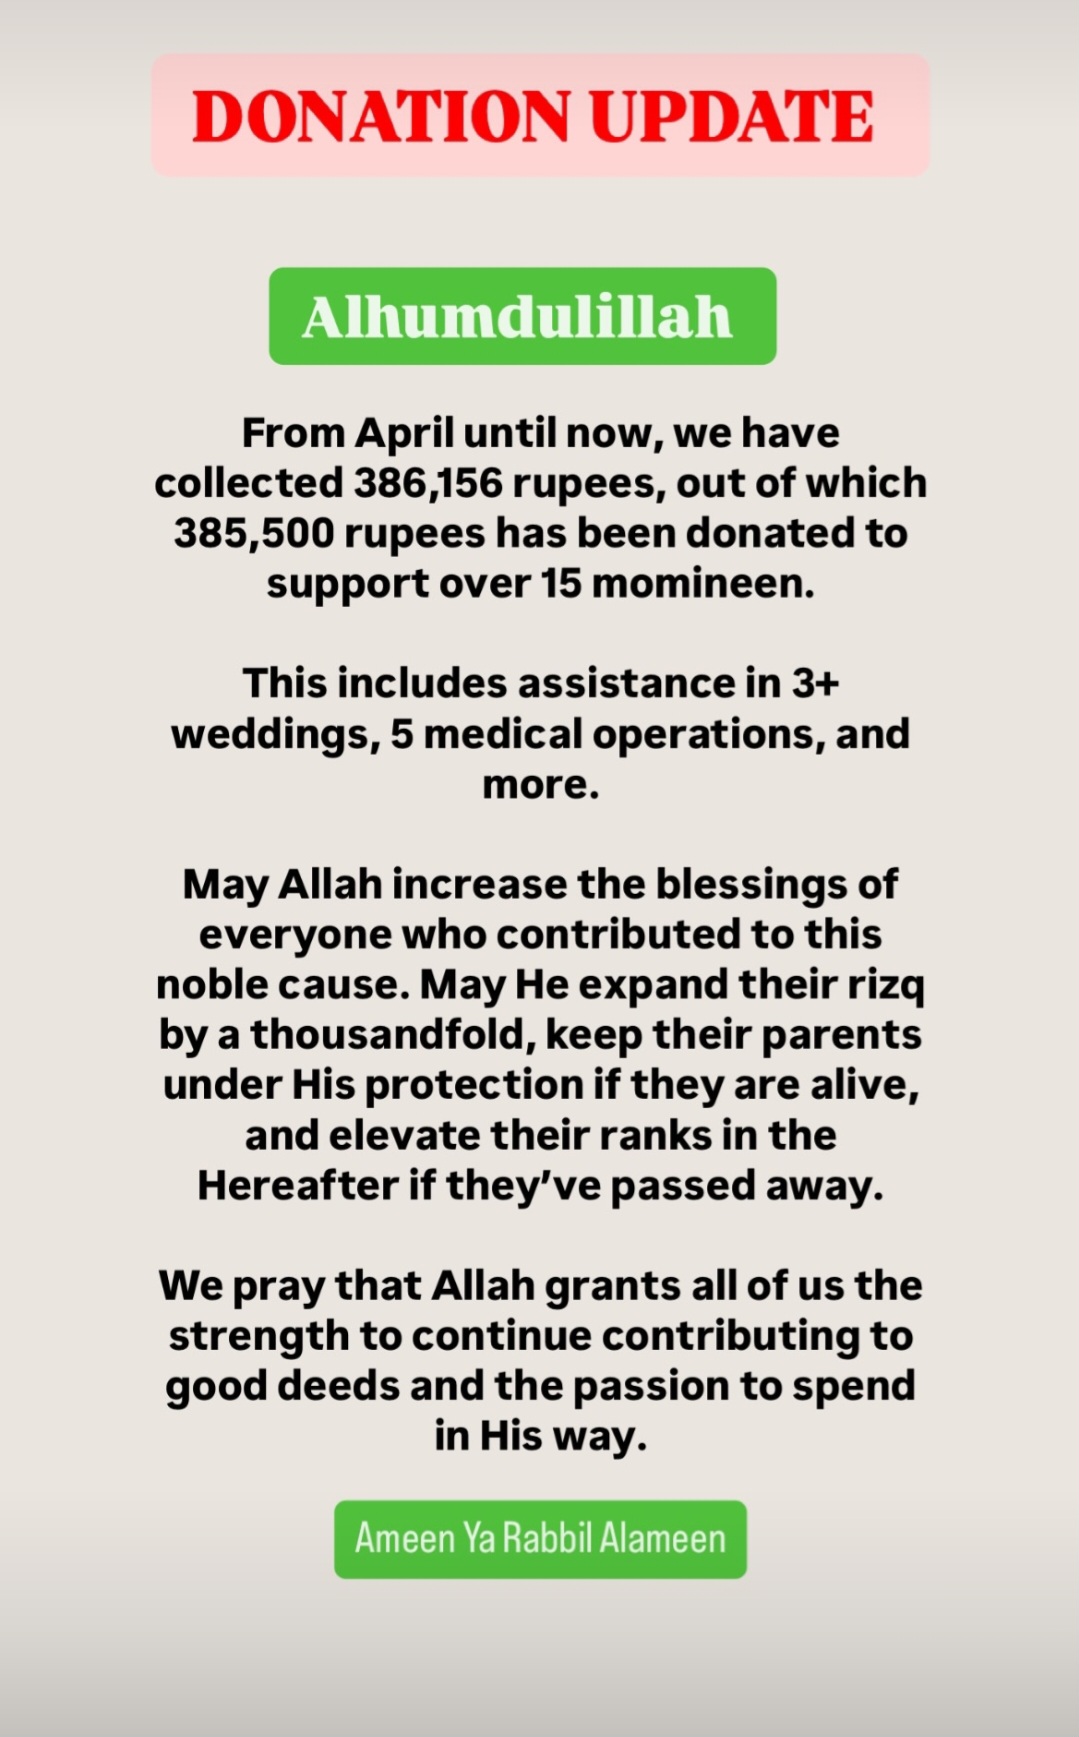 DONATION UPDATE
Alhumdulillah
From April until now, we have
collected 386,156 rupees, out of which
385,500 rupees has been donated to
support over 15 momineen.
This includes assistance in 3+
weddings, 5 medical operations, and
more.
May Allah increase the blessings of
everyone who contributed to this
noble cause. May He expand their rizq
by a thousandfold, keep their parents
under His protection if they are alive,
and elevate their ranks in the
Hereafter if they’ve passed away.
We pray that Allah grants all of us the
strength to continue contributing to
good deeds and the passion to spend
in His way.
Ameen Ya Rabbil Alameen